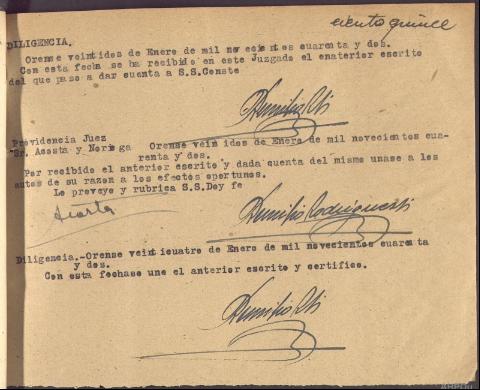 ciento quince
DILIGENCIA.
Orense veintidos de Enero de mil novecientos cuarenta y dos.
Con esta fecha se ha recibido en este Juzgado el enaterior escrito
del que paso a dar cuenta a S.S.Conste
Providencia Juez
Sr. Acosta y Noriega Orense veintidos de Enero de mil novecientos cua-
renta y dos.
Por recibido el anterior escrito y dada cuenta del mismo unase a los
autos de su razon a los efectos oportunos.
Lo proveyo y rubrica S.S.Doy fe
Acosta
Diligencia.-Orense veinticuatro de Enero de mil novecientos cuarenta
y dos.
Con esta fechase une el anterior escrito y certifico.